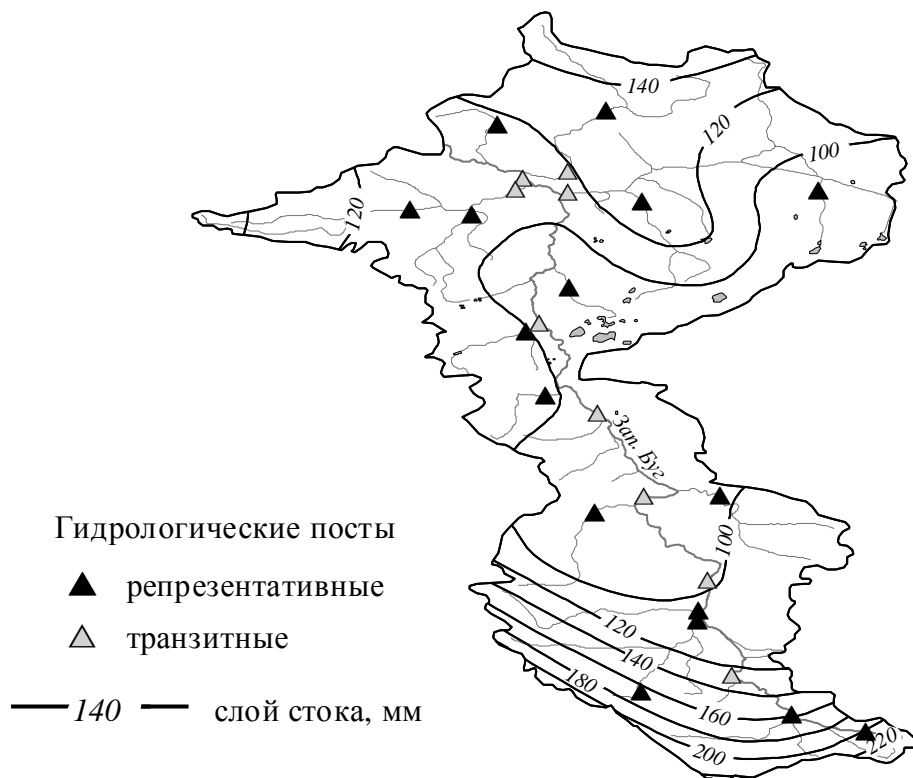 140
120
100
120
Зап. Буг
100
Гидрологические посты
репрезентативные
120
транзитные
140
180
160
140 слой стока, мм
200
220